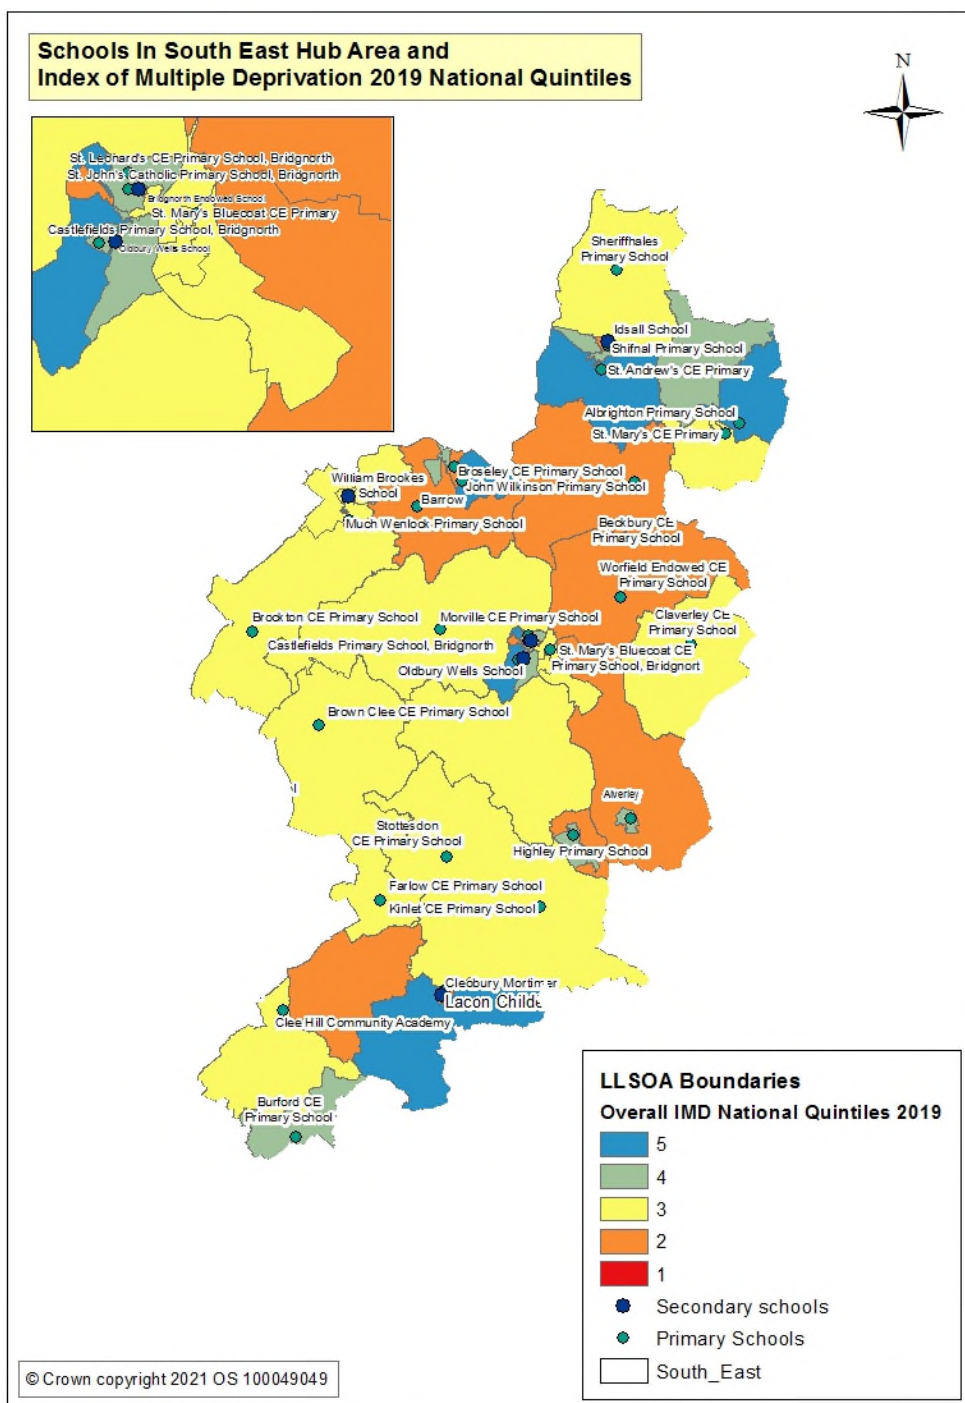 Schools In South East Hub Area and
Index of Multiple Deprivation 2019 National Quintiles
N
St. Leonard's CE Primary School, Bridgnorth
St. John's Catholic Primary School, Bridgnorth
Bridgnorth Endowed School
St. Mary's Bluecoat CE Primary
Castlefields Primary School, Bridgnorth
Oldbury Wells School
Sheriffhales
Primary School
Idsall School
Shifnal Primary School
St. Andrew's CE Primary
Albrighton Primary School
St. Mary's CE Primary
William Brookes
School
Broseley CE Primary School
John Wilkinson Primary School
Barrow
Much Wenlock Primary School
Beckbury CE
Primary School
Worfield Endowed CE
Primary School
Brockton CE Primary School
Morville CE Primary School
Claverley CE
Primary School
Castlefields Primary School, Bridgnorth
St. Mary's Bluecoat CE
Primary School, Bridgnort
Oldbury Wells School
Brown Clee CE Primary School
l
Alverley
Stottesdon
CE Primary School
Highley Primary School
Farlow CE Primary School
Kinlet CE Primary School
Cleobury Mortimer
Lacon Childe
Clee Hill Community Academy
Burford CE
Primary School
LLSOA Boundaries
Overall IMD National Quintiles 2019
5
4
3
2
1
Secondary schools
Primary Schools
South_East
© Crown copyright 2021 OS 100049049